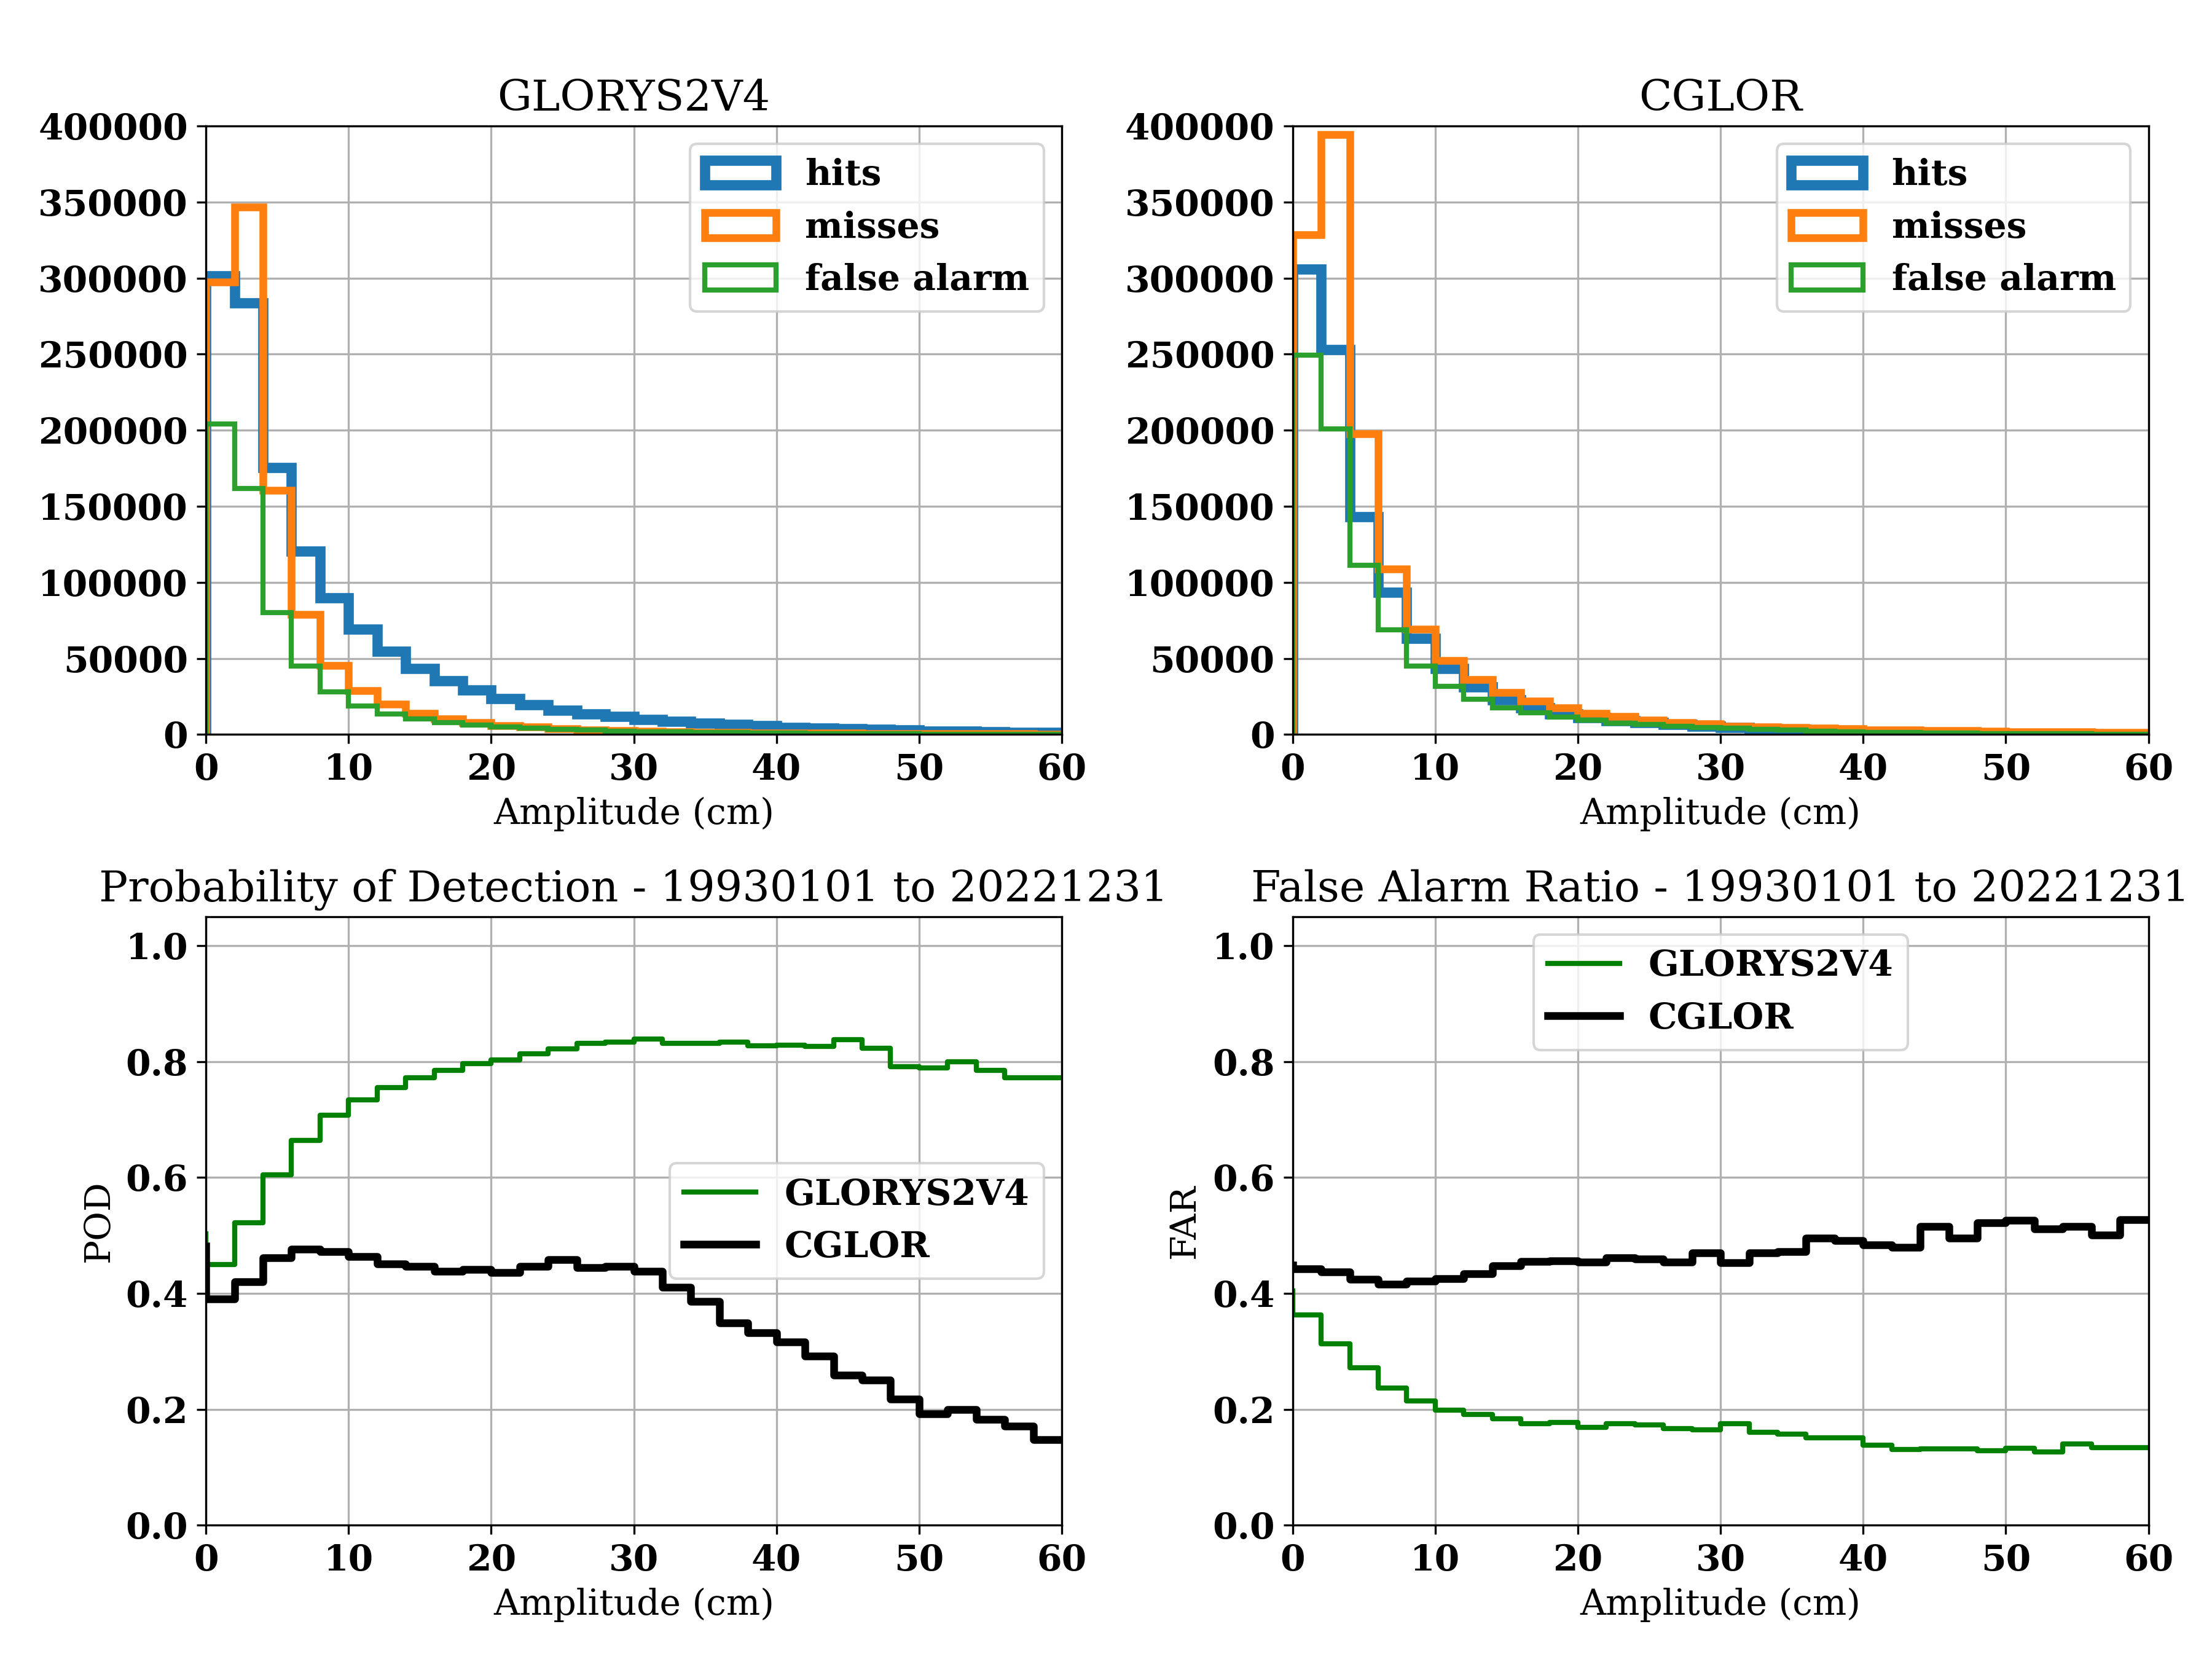 GLORYS2V4
400000
350000
300000
250000
200000
150000
100000
50000
0
hits
misses
false alarm
0 10 20 30 40 50 60
Amplitude (cm)
CGLOR
400000
350000
300000
250000
200000
150000
100000
50000
0
hits
misses
false alarm
0 10 20 30 40 50 60
Amplitude (cm)
Probability of Detection - 19930101 to 20221231
POD
1.0
0.8
0.6
0.4
0.2
0.0
GLORYS2V4
CGLOR
0 10 20 30 40 50 60
Amplitude (cm)
False Alarm Ratio - 19930101 to 20221231
FAR
1.0
0.8
0.6
0.4
0.2
0.0
GLORYS2V4
CGLOR
0 10 20 30 40 50 60
Amplitude (cm)